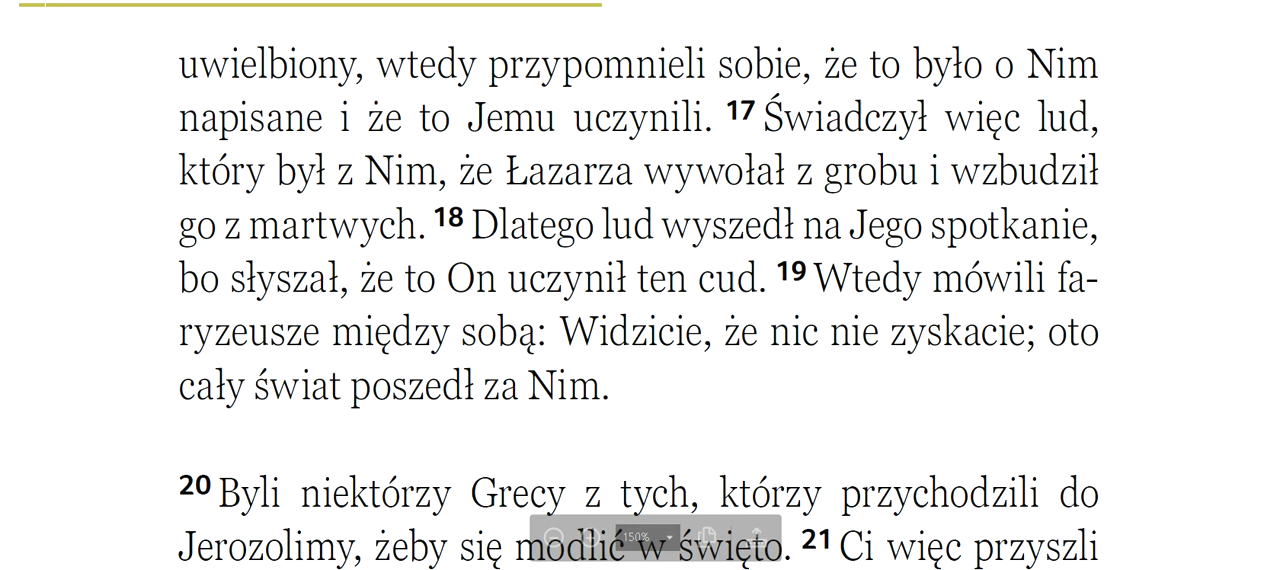 uwielbiony, wtedy przypomnieli sobie, że to było o Nim
napisane i że to Jemu uczynili. 17 Świadczył więc lud,
który był z Nim, że Łazarza wywołał z grobu i wzbudził
go z martwych. 18 Dlatego lud wyszedł na Jego spotkanie,
bo słyszał, że to On uczynił ten cud. 19 Wtedy mówili fa-
ryzeusze między sobą: Widzicie, że nic nie zyskacie; oto
cały świat poszedł za Nim.
20 Byli niektórzy Grecy z tych, którzy przychodzili do
Jerozolimy, żeby się modlić w święto. 21 Ci więc przyszli
150%